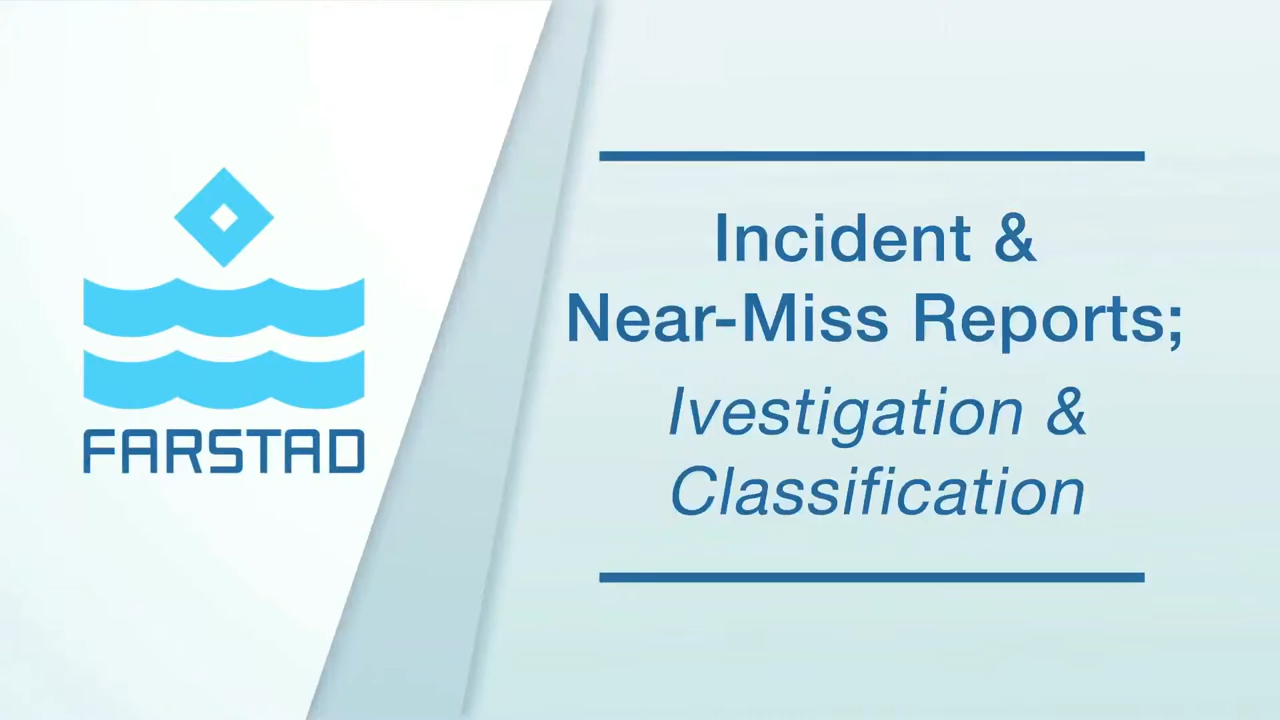 FARSTAD
Incident &
Near-Miss Reports;
Ivestigation &
Classification